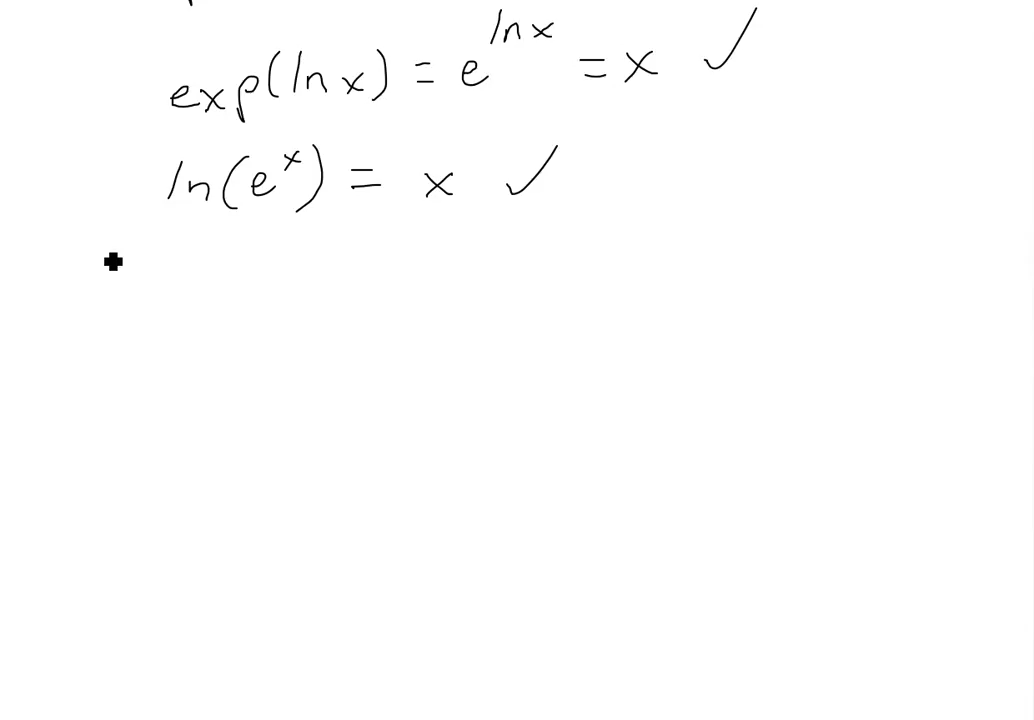 exp(ln x) = e^{ln x} = x ✓
ln(e^x) = x ✓